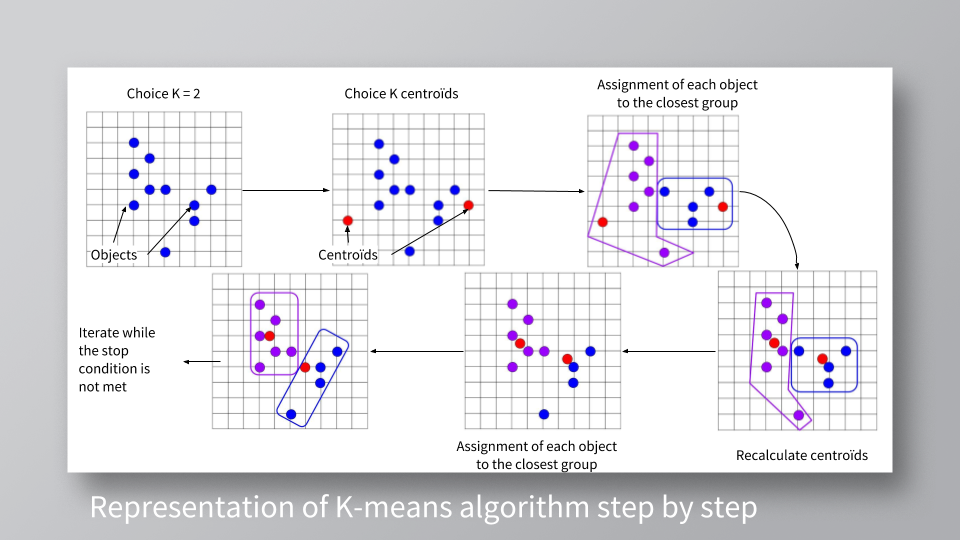 Choice K = 2
Choice K centroïds
Assignment of each object
to the closest group
Objects
Centroïds
Iterate while
the stop
condition is
not met
Assignment of each object
to the closest group
Recalculate centroïds
Representation of K-means algorithm step by step